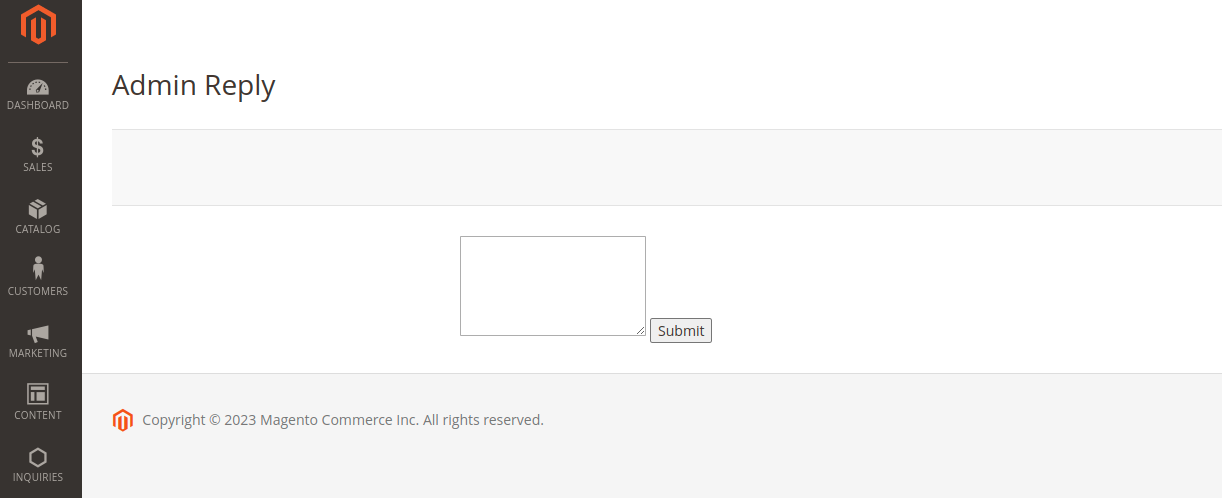 DASHBOARD
SALES
CATALOG
CUSTOMERS
MARKETING
CONTENT
INQUIRIES
Admin Reply
Submit
Copyright © 2023 Magento Commerce Inc. All rights reserved.